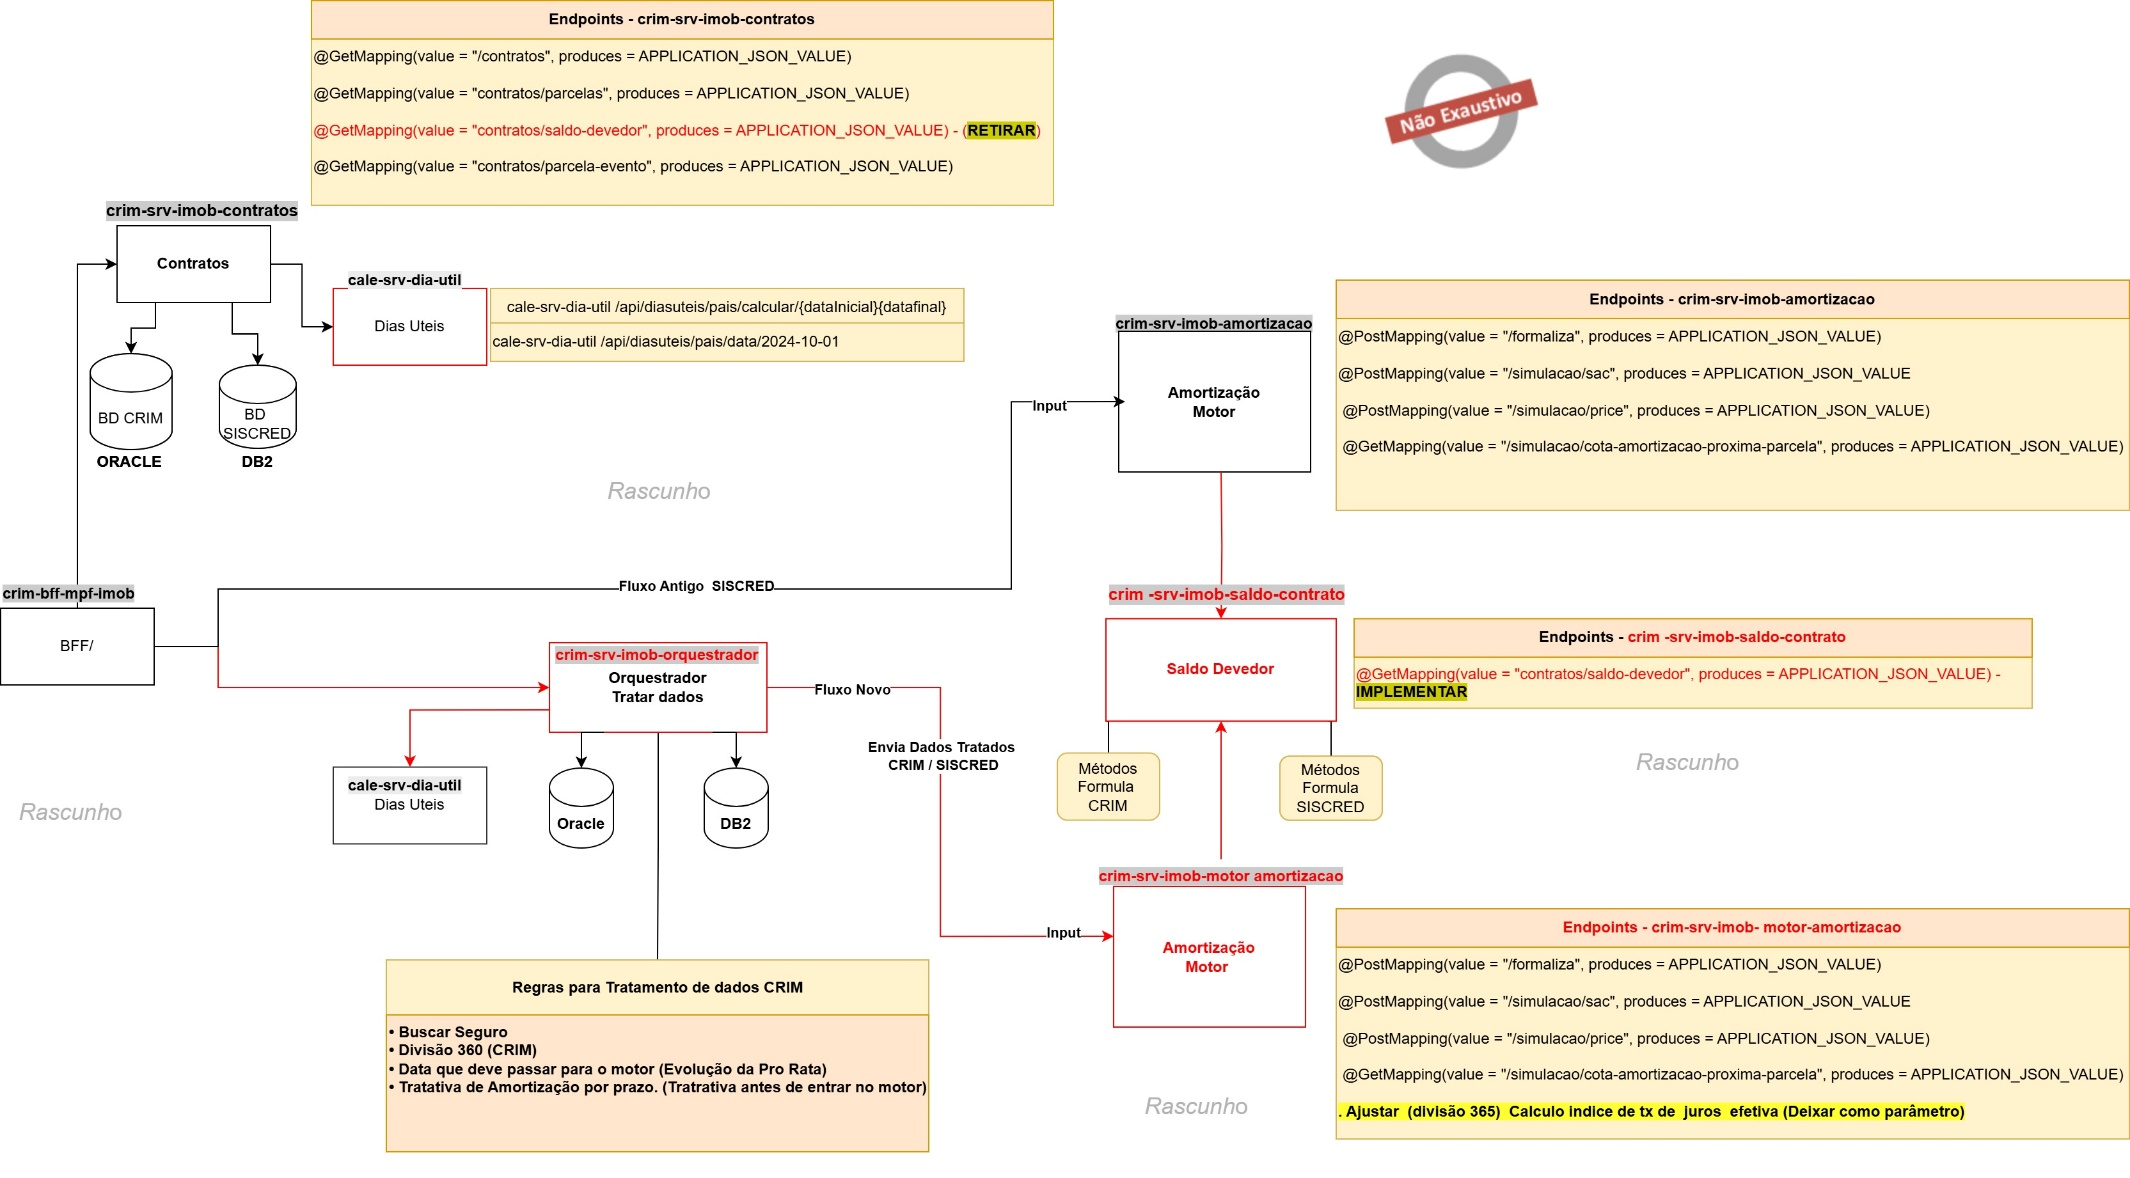 Endpoints - crim-srv-imob-contratos
@GetMapping(value = "/contratos", produces = APPLICATION_JSON_VALUE)
@GetMapping(value = "contratos/parcelas", produces = APPLICATION_JSON_VALUE)
@GetMapping(value = "contratos/saldo-devedor", produces = APPLICATION_JSON_VALUE) - (RETIRAR)
@GetMapping(value = "contratos/parcela-evento", produces = APPLICATION_JSON_VALUE)
Não Exaustivo
crim-srv-imob-contratos
Contratos
cale-srv-dia-util
Dias Uteis
cale-srv-dia-util /api/diasuteis/pais/calcular/{dataInicial}{datafinal}
cale-srv-dia-util /api/diasuteis/pais/data/2024-10-01
BD CRIM
ORACLE
BD
SISCRED
DB2
Rascunho
crim-srv-imob-amortizacao
Input
Amortização
Motor
Endpoints - crim-srv-imob-amortizacao
@PostMapping(value = "/formaliza", produces = APPLICATION_JSON_VALUE)
@PostMapping(value = "/simulacao/sac", produces = APPLICATION_JSON_VALUE
@PostMapping(value = "/simulacao/price", produces = APPLICATION_JSON_VALUE)
@GetMapping(value = "/simulacao/cota-amortizacao-proxima-parcela", produces = APPLICATION_JSON_VALUE)
crim-bff-mpf-imob
BFF/
Fluxo Antigo  SISCRED
crim-srv-imob-orquestrador
Orquestrador
Tratar dados
Fluxo Novo
Envia Dados Tratados
CRIM / SISCRED
cale-srv-dia-util
Dias Uteis
Oracle
DB2
Rascunho
crim -srv-imob-saldo-contrato
Saldo Devedor
Endpoints - crim -srv-imob-saldo-contrato
@GetMapping(value = "contratos/saldo-devedor", produces = APPLICATION_JSON_VALUE) -
IMPLEMENTAR
Métodos
Formula
CRIM
Métodos
Formula
SISCRED
Rascunho
crim-srv-imob-motor amortizacao
Input
Amortização
Motor
Endpoints - crim-srv-imob- motor-amortizacao
@PostMapping(value = "/formaliza", produces = APPLICATION_JSON_VALUE)
@PostMapping(value = "/simulacao/sac", produces = APPLICATION_JSON_VALUE
@PostMapping(value = "/simulacao/price", produces = APPLICATION_JSON_VALUE)
@GetMapping(value = "/simulacao/cota-amortizacao-proxima-parcela", produces = APPLICATION_JSON_VALUE)
. Ajustar  (divisão 365)  Calculo indice de tx de  juros  efetiva (Deixar como parâmetro)
Regras para Tratamento de dados CRIM
• Buscar Seguro
• Divisão 360 (CRIM)
• Data que deve passar para o motor (Evolução da Pro Rata)
• Tratativa de Amortização por prazo. (Tratrativa antes de entrar no motor)
Rascunho